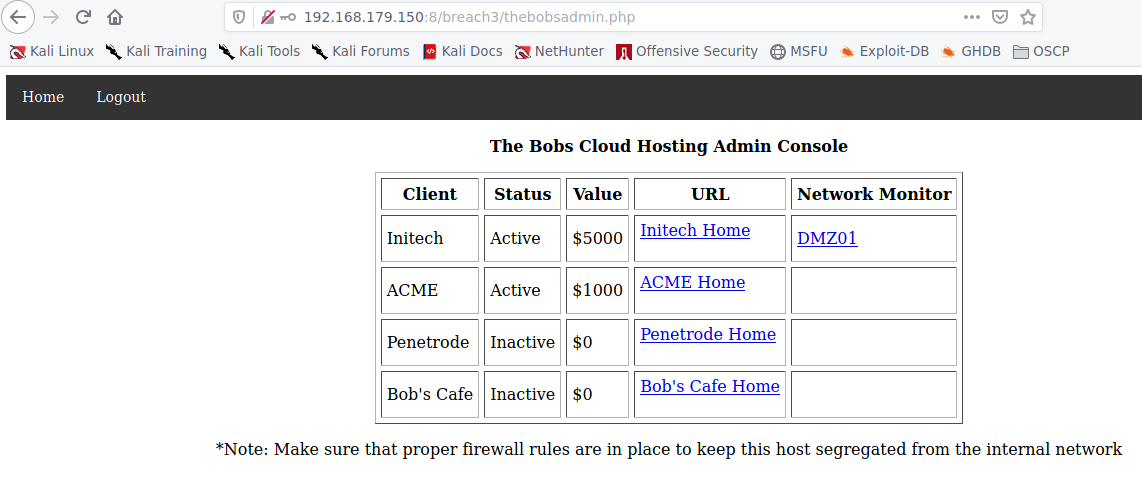 192.168.179.150:8/breach3/thebobsadmin.php
Kali Linux Kali Training Kali Tools Kali Forums Kali Docs NetHunter Offensive Security MSFU Exploit-DB GHDB OSCP
Home Logout
The Bobs Cloud Hosting Admin Console
Client Status Value URL Network Monitor
Initech Active $5000 Initech Home DMZ01
ACME Active $1000 ACME Home
Penetrode Inactive $0 Penetrode Home
Bob's Cafe Inactive $0 Bob's Cafe Home
*Note: Make sure that proper firewall rules are in place to keep this host segregated from the internal network